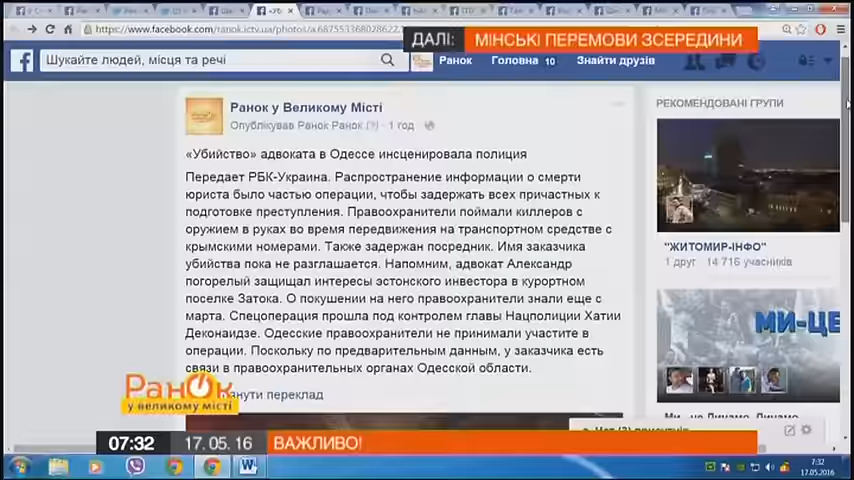 https://www.facebook.com/ranok.ictv.ua/photos/a.687553368028622.
ДАЛІ: МІНСЬКІ ПЕРЕМОВИ ЗСЕРЕДИНИ
Шукайте людей, місця та речі
Ранок Головна 10 Знайти друзів
Ранок у Великому Місті
Опублікував Ранок Ранок [?] · 1 год
РЕКОМЕНДОВАНІ ГРУПИ
«Убийство» адвоката в Одессе инсценировала полиция
Передает РБК-Украина. Распространение информации о смерти
юриста было частью операции, чтобы задержать всех причастных к
подготовке преступления. Правоохранители поймали киллеров с
оружием в руках во время передвижения на транспортном средстве с
крымскими номерами. Также задержан посредник. Имя заказчика
убийства пока не разглашается. Напомним, адвокат Александр
погорелый защищал интересы эстонского инвестора в курортном
поселке Затока. О покушении на него правоохранители знали еще с
марта. Спецоперация прошла под контролем главы Нацполиции Хатии
Деконаидзе. Одесские правоохранители не принимали участите в
операции. Поскольку по предварительным данным, у заказчика есть
связи в правоохранительных органах Одесской области.
"ЖИТОМИР-ІНФО"
1 друг 14 716 учасників
МИ-ЦЕ
переклад
РанОк
у великому місті
07:32 17.05.16 ВАЖЛИВО!
7:32
17.05.2016